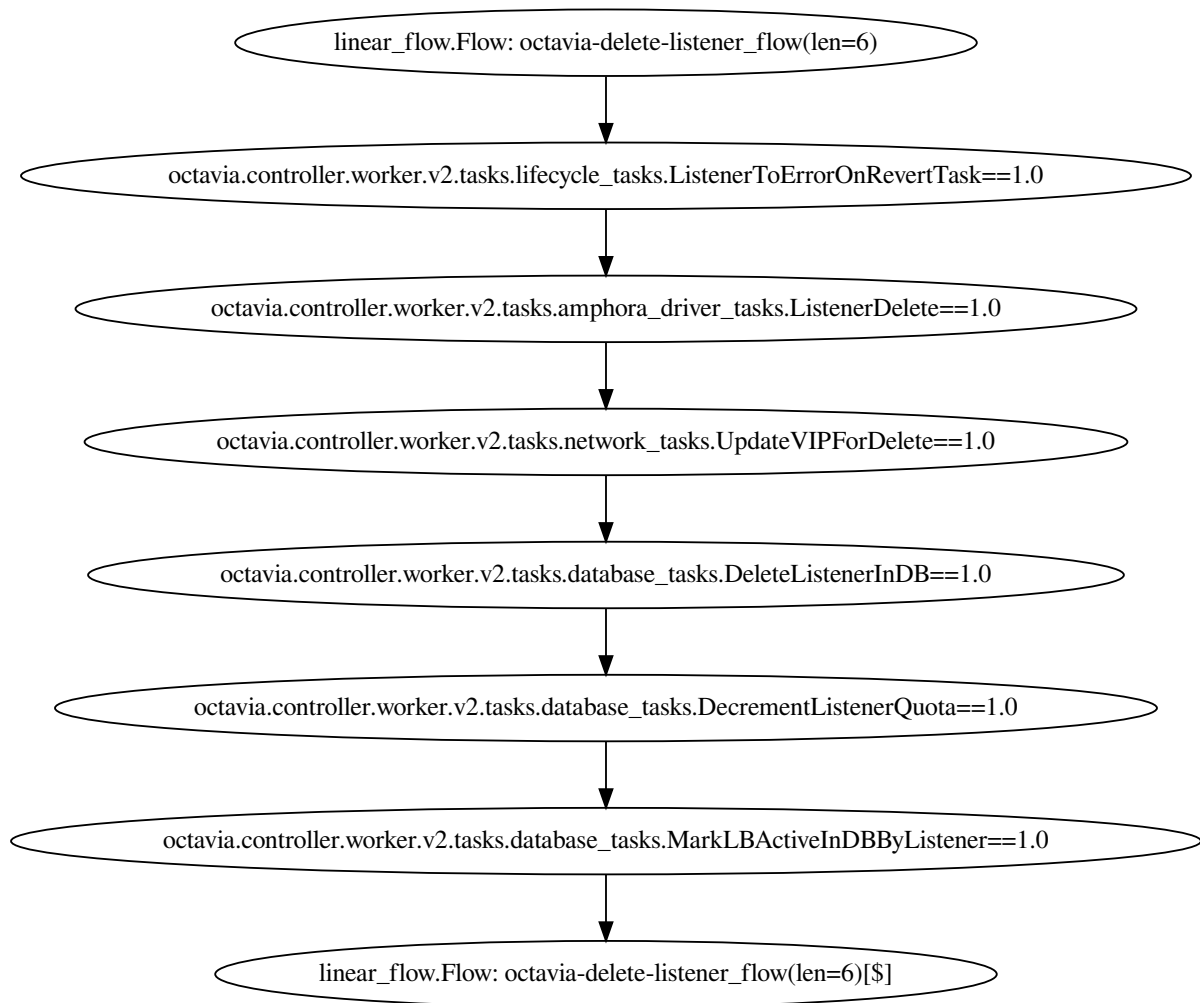 linear_flow.Flow: octavia-delete-listener_flow(len=6)
octavia.controller.worker.v2.tasks.lifecycle_tasks.ListenerToErrorOnRevertTask==1.0
octavia.controller.worker.v2.tasks.amphora_driver_tasks.ListenerDelete==1.0
octavia.controller.worker.v2.tasks.network_tasks.UpdateVIPForDelete==1.0
octavia.controller.worker.v2.tasks.database_tasks.DeleteListenerInDB==1.0
octavia.controller.worker.v2.tasks.database_tasks.DecrementListenerQuota==1.0
octavia.controller.worker.v2.tasks.database_tasks.MarkLBActiveInDBByListener==1.0
linear_flow.Flow: octavia-delete-listener_flow(len=6)[$]